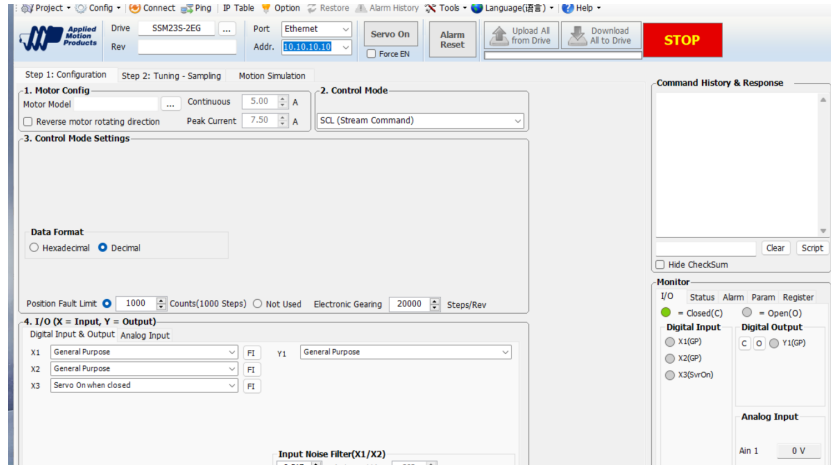 Project Config Connect Ping IP Table Option Restore Alarm History Tools Language(語言) Help
Applied Motion Products
Drive SSM23S-2EG ... Port Ethernet Servo On Alarm Reset Upload All from Drive Download All to Drive STOP
Rev Addr. 10.10.10.10 Force EN
Step 1: Configuration Step 2: Tuning - Sampling Motion Simulation
1. Motor Config
Motor Model ... Continuous 5.00 A
Reverse motor rotating direction Peak Current 7.50 A
2. Control Mode
SCL (Stream Command)
3. Control Mode Settings
Data Format
Hexadecimal Decimal
Position Fault Limit 1000 Counts(1000 Steps) Not Used Electronic Gearing 20000 Steps/Rev
4. I/O (X = Input, Y = Output)
Digital Input & Output Analog Input
X1 General Purpose FI Y1 General Purpose
X2 General Purpose FI
X3 Servo On when closed FI
Input Noise Filter(X1/X2)
Command History & Response
Clear Script
Hide CheckSum
Monitor
I/O Status Alarm Param Register
= Closed(C) = Open(O)
Digital Input Digital Output
X1(GP) C O Y1(GP)
X2(GP)
X3(SvrOn)
Analog Input
Ain 1 0 V